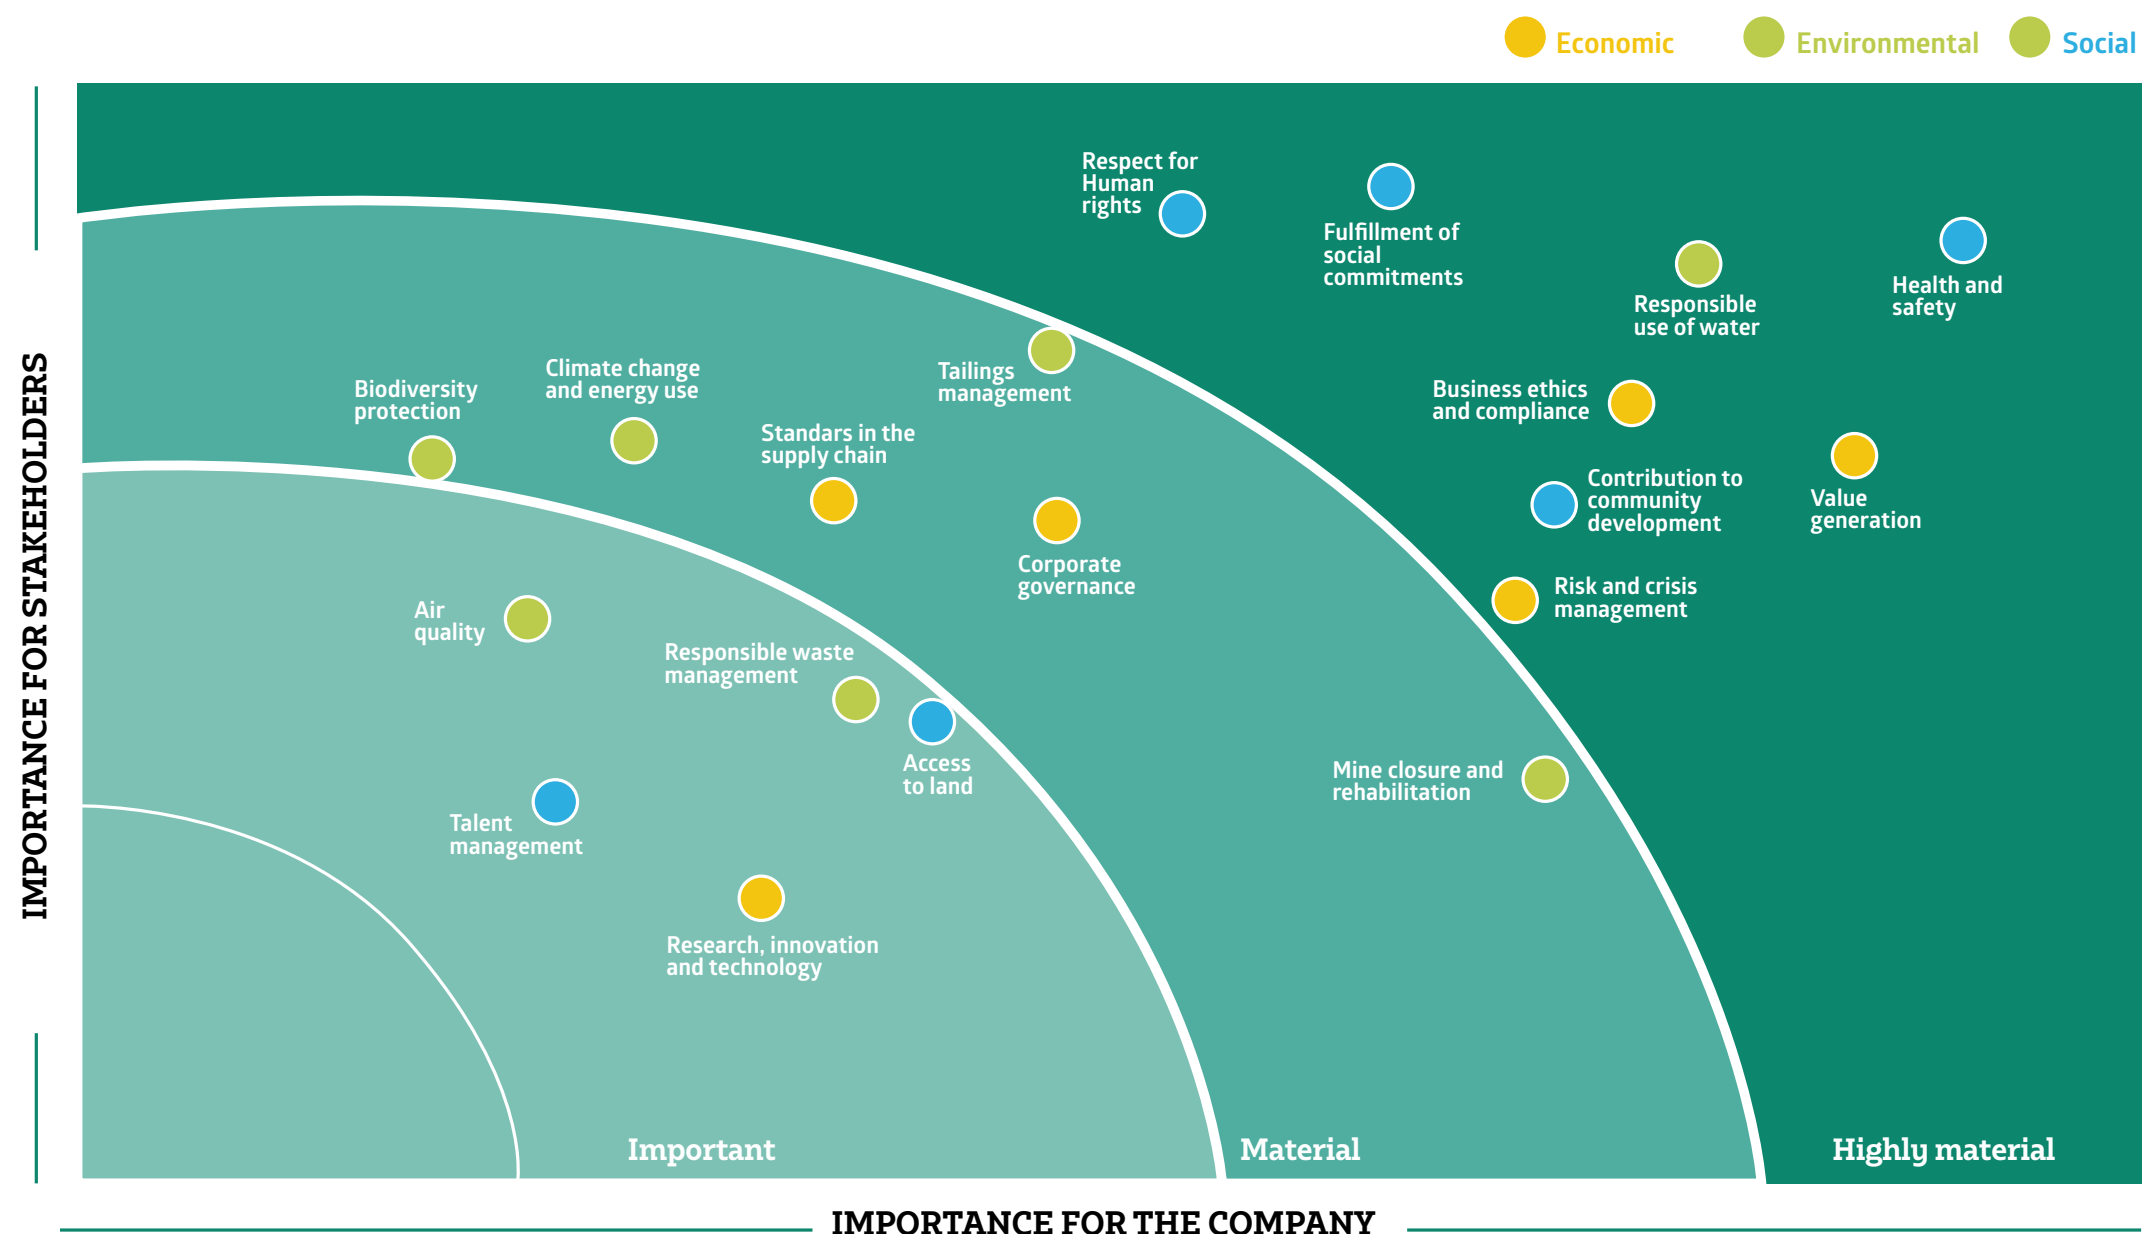 Economic
Environmental
Social
IMPORTANCE FOR STAKEHOLDERS
Respect for
Human
rights
Fulfillment of
social
commitments
Responsible
use of water
Health and
safety
Biodiversity
protection
Climate change
and energy use
Tailings
management
Standars in the
supply chain
Business ethics
and compliance
Contribution to
community
development
Value
generation
Corporate
governance
Risk and crisis
management
Air
quality
Responsible waste
management
Access
to land
Mine closure and
rehabilitation
Talent
management
Research, innovation
and technology
Important
Material
Highly material
IMPORTANCE FOR THE COMPANY